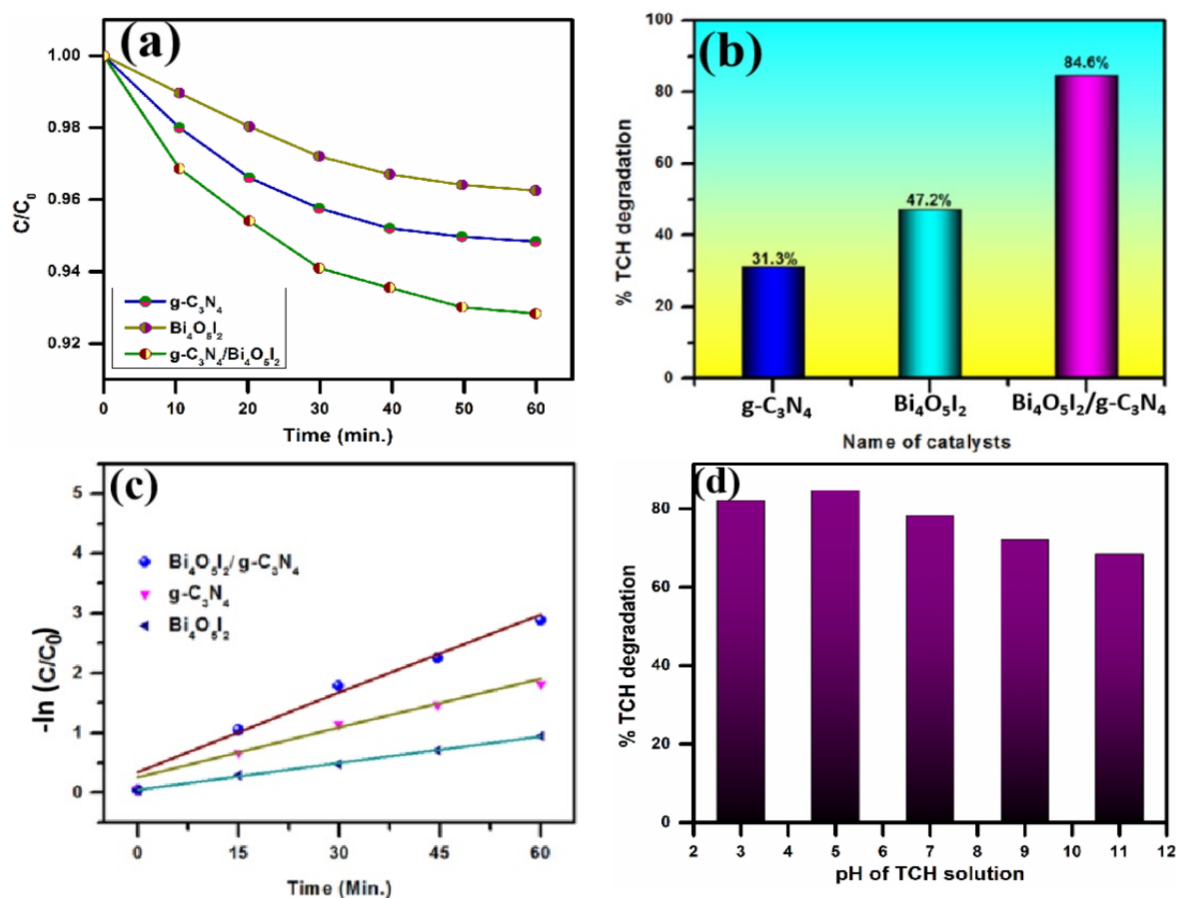 (a)
1.00
0.98
0.96
0.94
0.92
C/C₀
g-C₃N₄
Bi₄O₅I₂
g-C₃N₄/Bi₄O₅I₂
0 10 20 30 40 50 60
Time (min.)
(b)
100
80
60
40
20
0
% TCH degradation
31.3%
47.2%
84.6%
g-C₃N₄ Bi₄O₅I₂ Bi₄O₅I₂/g-C₃N₄
Name of catalysts
(c)
5
4
3
2
1
0
-ln (C/C₀)
Bi₄O₅I₂/ g-C₃N₄
g-C₃N₄
Bi₄O₅I₂
0 15 30 45 60
Time (Min.)
(d)
80
60
40
20
0
% TCH degradation
2 3 4 5 6 7 8 9 10 11 12
pH of TCH solution